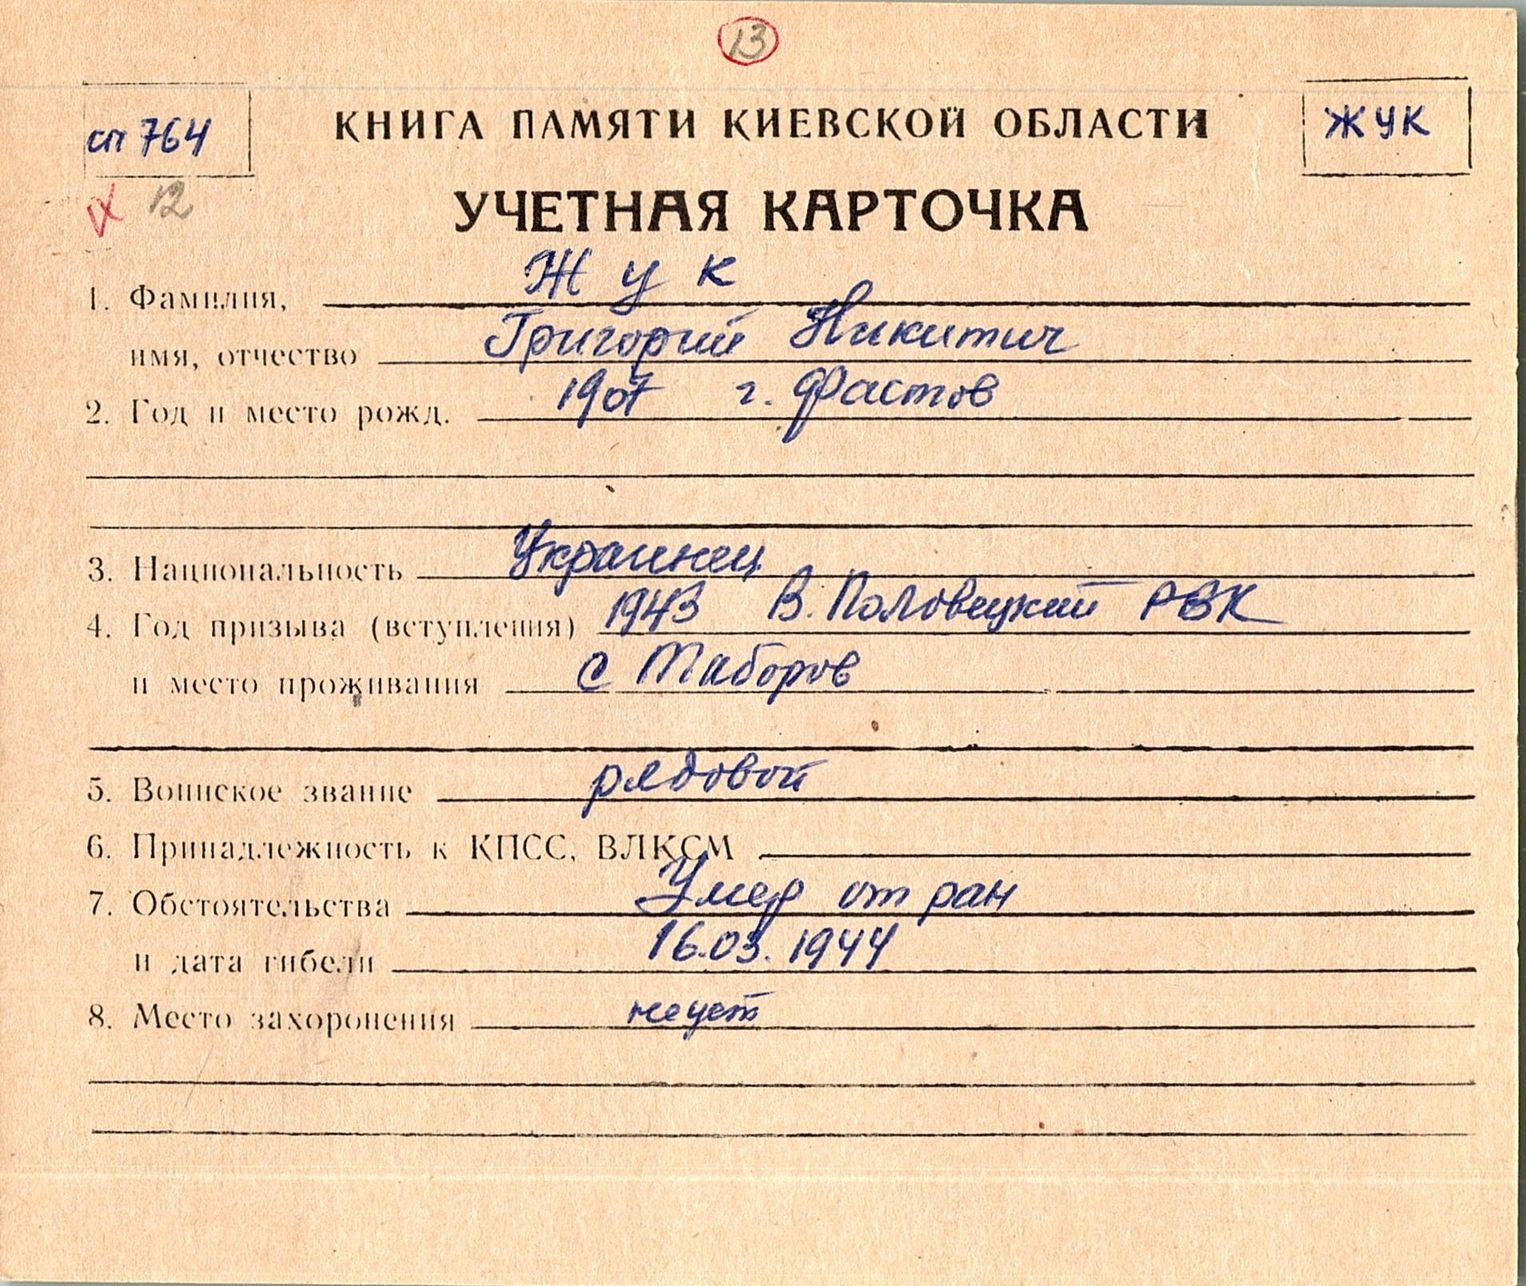 13
сп 764
КНИГА ПАМЯТИ КИЕВСКОЙ ОБЛАСТИ
ЖУК
12
УЧЕТНАЯ КАРТОЧКА
1. Фамилия, Жук
имя, отчество Григорий Никитич
2. Год и место рожд. 1907 г. Фастов
3. Национальность Украинец
4. Год призыва (вступления) 1943 В. Половецкий РВК
и место проживания с Таборов
5. Воинское звание рядовой
6. Принадлежность к КПСС, ВЛКСМ
7. Обстоятельства Умер от ран
и дата гибели 16.03.1944
8. Место захоронения неуст